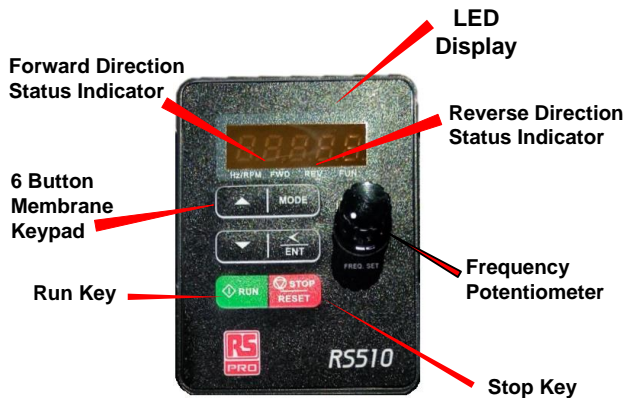 LED
Display
Forward Direction
Status Indicator
Reverse Direction
Status Indicator
Hz/RPM FWD REV FUN
6 Button
Membrane
Keypad
MODE
<
ENT
FREQ. SET
Frequency
Potentiometer
Run Key
RUN
STOP
RESET
RS
PRO
RS510
Stop Key